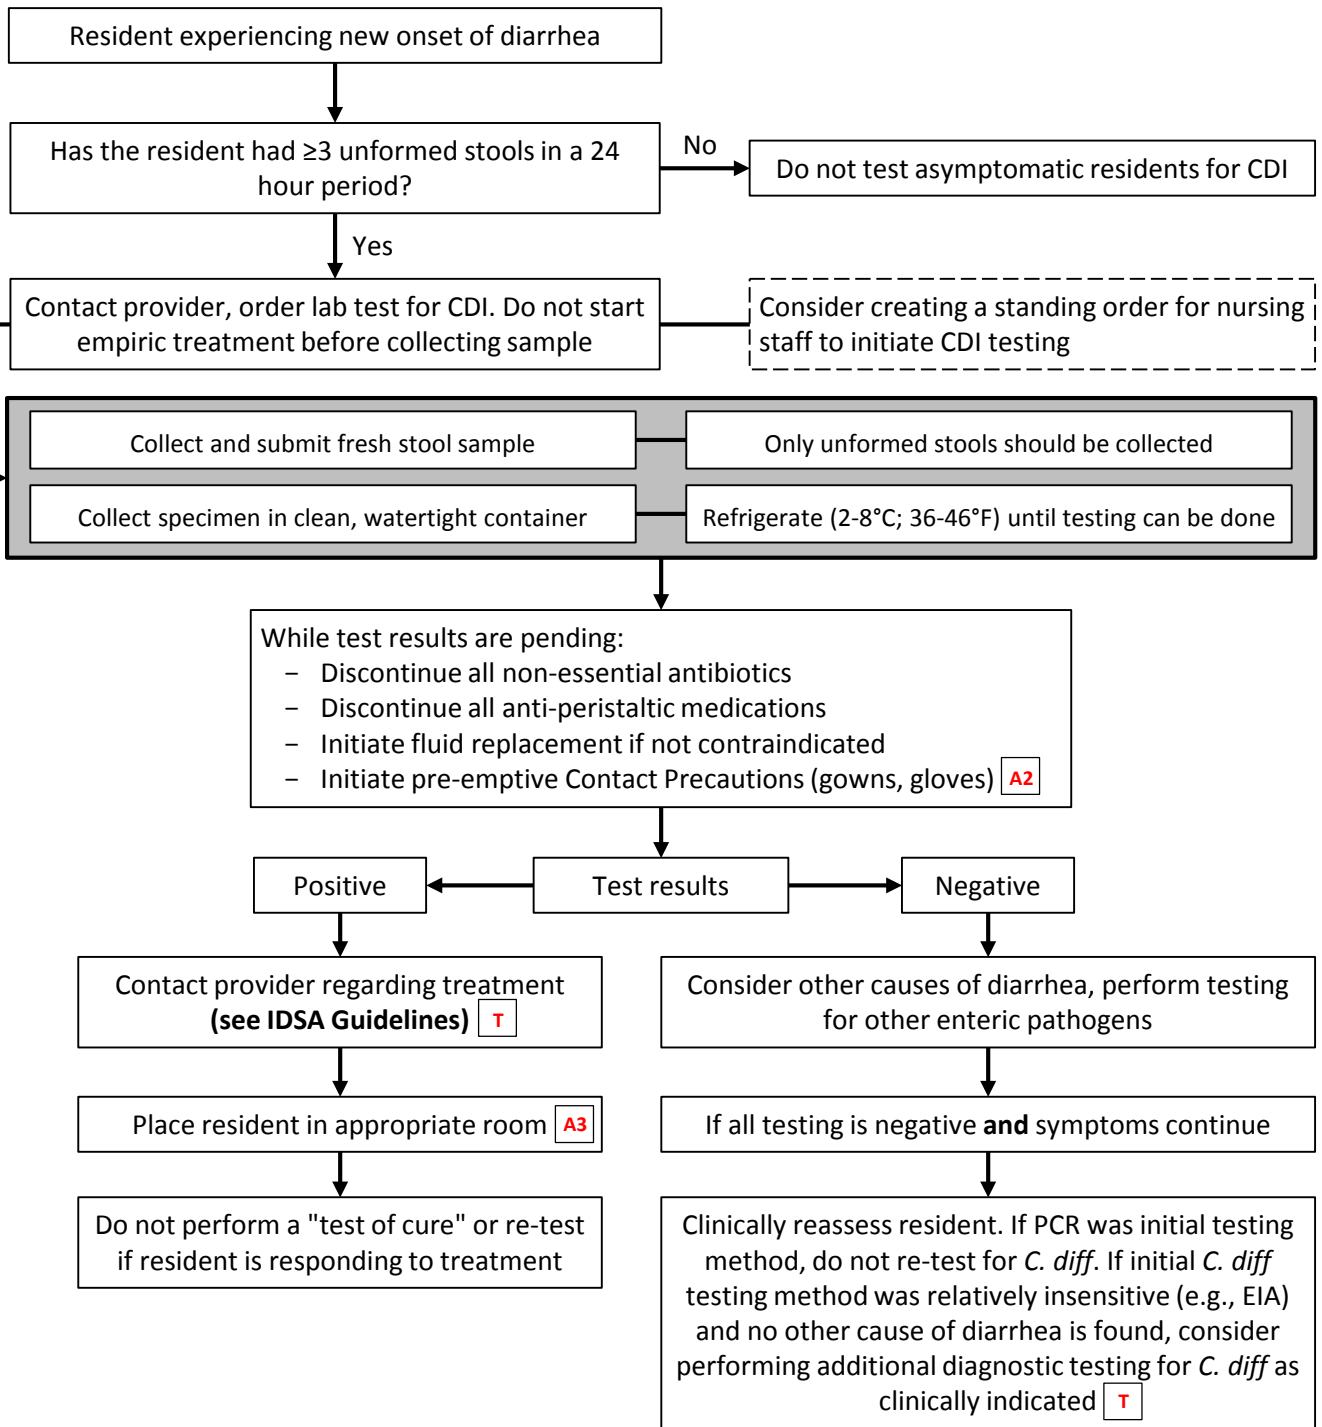 Resident experiencing new onset of diarrhea
Has the resident had ≥3 unformed stools in a 24
hour period?
No
Do not test asymptomatic residents for CDI
Yes
Contact provider, order lab test for CDI. Do not start
empiric treatment before collecting sample
Consider creating a standing order for nursing
staff to initiate CDI testing
Collect and submit fresh stool sample
Only unformed stools should be collected
Collect specimen in clean, watertight container
Refrigerate (2-8°C; 36-46°F) until testing can be done
While test results are pending:
– Discontinue all non-essential antibiotics
– Discontinue all anti-peristaltic medications
– Initiate fluid replacement if not contraindicated
– Initiate pre-emptive Contact Precautions (gowns, gloves) A2
Positive
Test results
Negative
Contact provider regarding treatment
(see IDSA Guidelines) T
Place resident in appropriate room A3
Do not perform a "test of cure" or re-test
if resident is responding to treatment
Consider other causes of diarrhea, perform testing
for other enteric pathogens
If all testing is negative and symptoms continue
Clinically reassess resident. If PCR was initial testing
method, do not re-test for C. diff. If initial C. diff
testing method was relatively insensitive (e.g., EIA)
and no other cause of diarrhea is found, consider
performing additional diagnostic testing for C. diff as
clinically indicated T